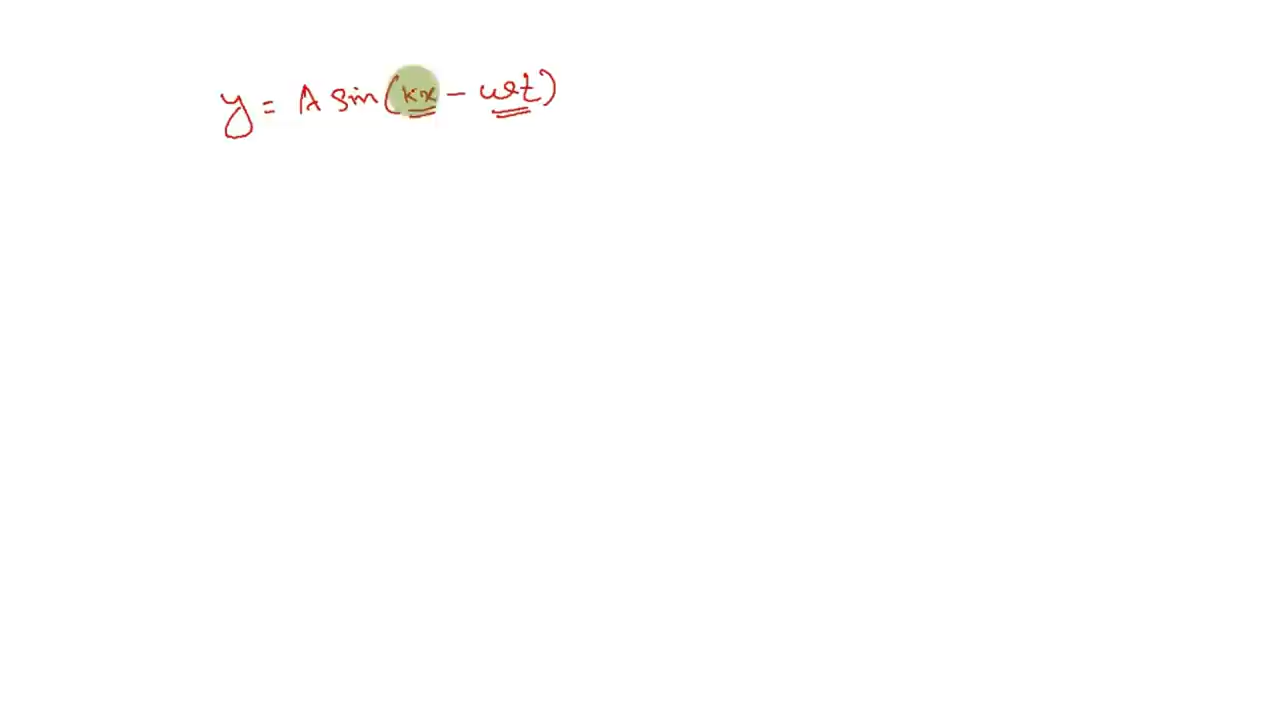 y = A sin(kx - ωt)